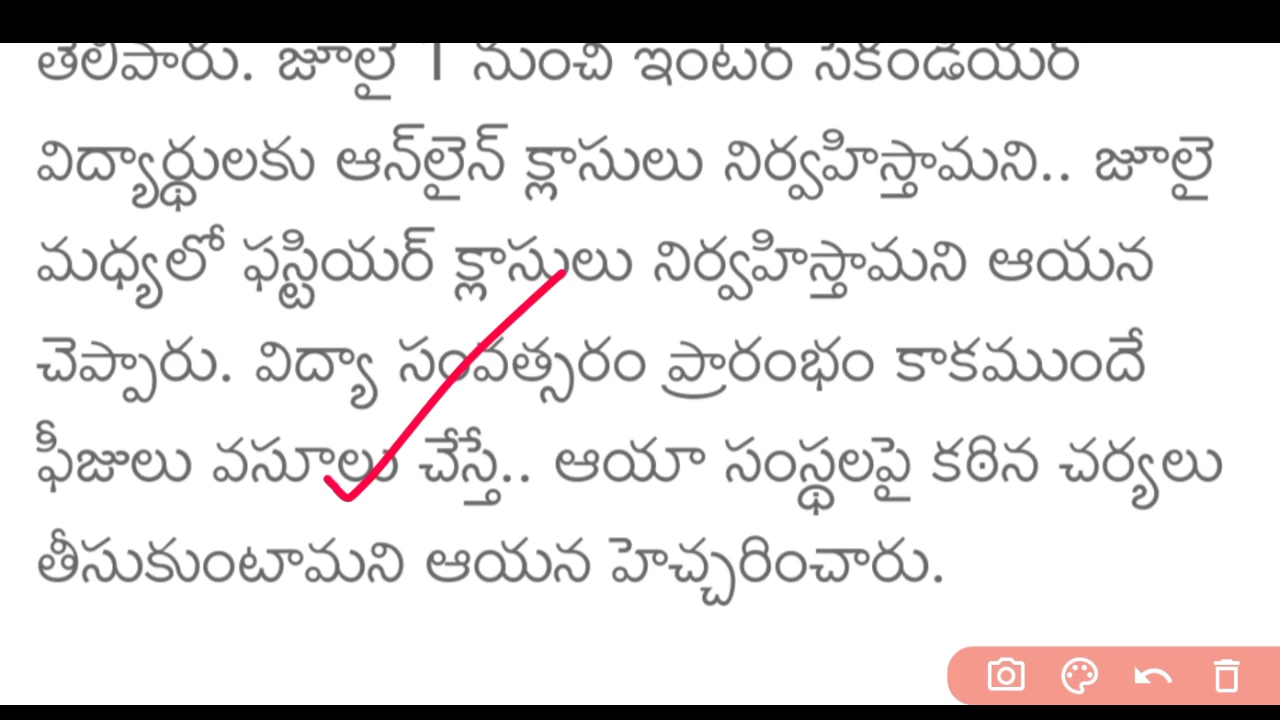 తెలిపారు. జూలై 1 నుంచి ఇంటర్ సెకండియర్
విద్యార్థులకు ఆన్‌లైన్ క్లాసులు నిర్వహిస్తామని.. జూలై
మధ్యలో ఫస్టియర్ క్లాసులు నిర్వహిస్తామని ఆయన
చెప్పారు. విద్యా సంవత్సరం ప్రారంభం కాకముందే
ఫీజులు వసూలు చేస్తే.. ఆయా సంస్థలపై కఠిన చర్యలు
తీసుకుంటామని ఆయన హెచ్చరించారు.